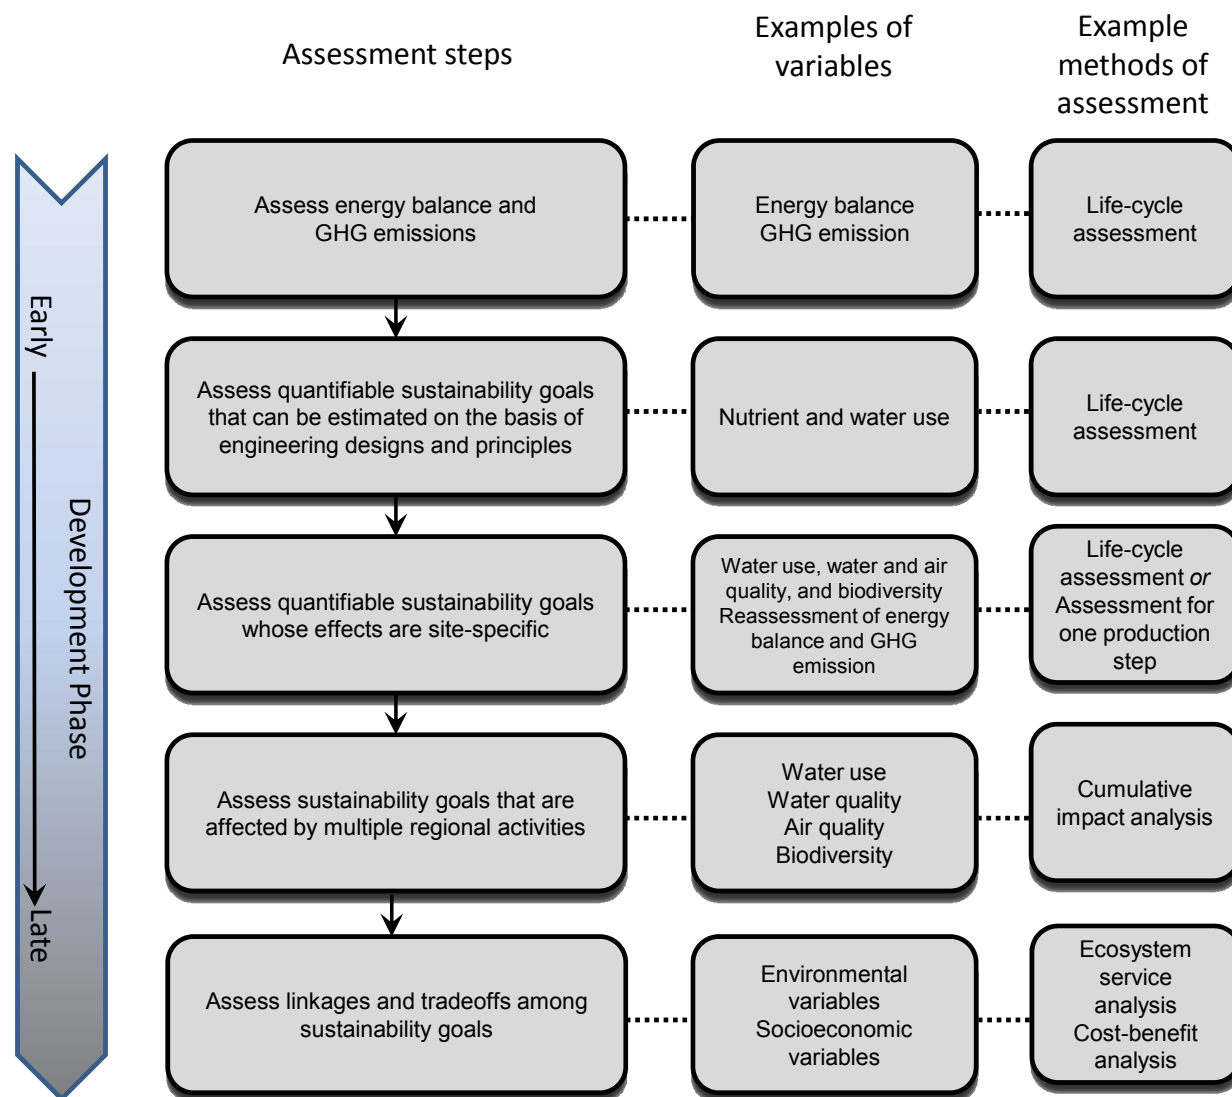 Assessment steps
Examples of
variables
Example
methods of
assessment
Early
Development Phase
Late
Assess energy balance and
GHG emissions
Energy balance
GHG emission
Life-cycle
assessment
Assess quantifiable sustainability goals
that can be estimated on the basis of
engineering designs and principles
Nutrient and water use
Life-cycle
assessment
Assess quantifiable sustainability goals
whose effects are site-specific
Water use, water and air
quality, and biodiversity
Reassessment of energy
balance and GHG
emission
Life-cycle
assessment or
Assessment for
one production
step
Assess sustainability goals that are
affected by multiple regional activities
Water use
Water quality
Air quality
Biodiversity
Cumulative
impact analysis
Assess linkages and tradeoffs among
sustainability goals
Environmental
variables
Socioeconomic
variables
Ecosystem
service
analysis
Cost-benefit
analysis